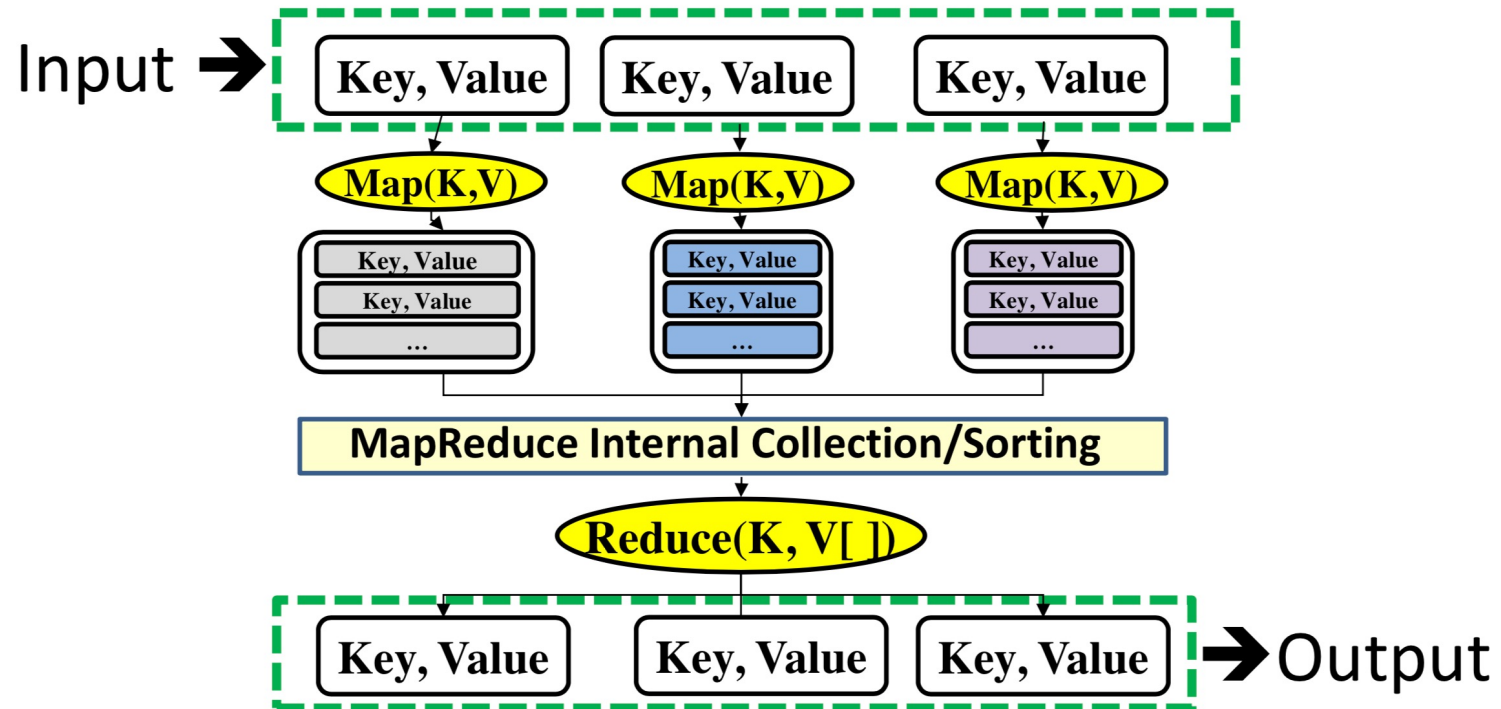 Input ➔
Key, Value Key, Value Key, Value
Map(K,V) Map(K,V) Map(K,V)
Key, Value Key, Value Key, Value
Key, Value Key, Value Key, Value
... ... ...
MapReduce Internal Collection/Sorting
Reduce(K, V[ ])
Key, Value Key, Value Key, Value
➔Output